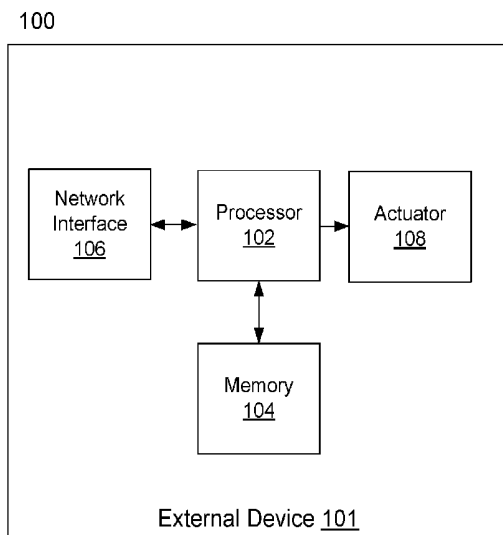 100
Network
Interface
106
Processor
102
Actuator
108
Memory
104
External Device 101